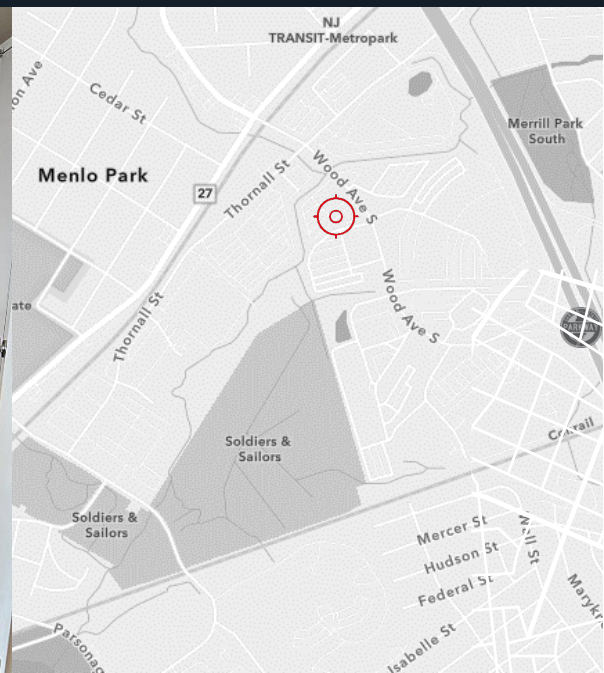 NJ
TRANSIT-Metropark
on Ave
Cedar St
Merrill Park
South
Menlo Park
Wood Ave S
Thornall St
27
Wood Ave S
ate
Thornall St
PARKWAY
Conrail
Soldiers &
Sailors
Soldiers &
Sailors
Mercer St
Wall St
Hudson St
Federal St
Isabelle St
Parsonag